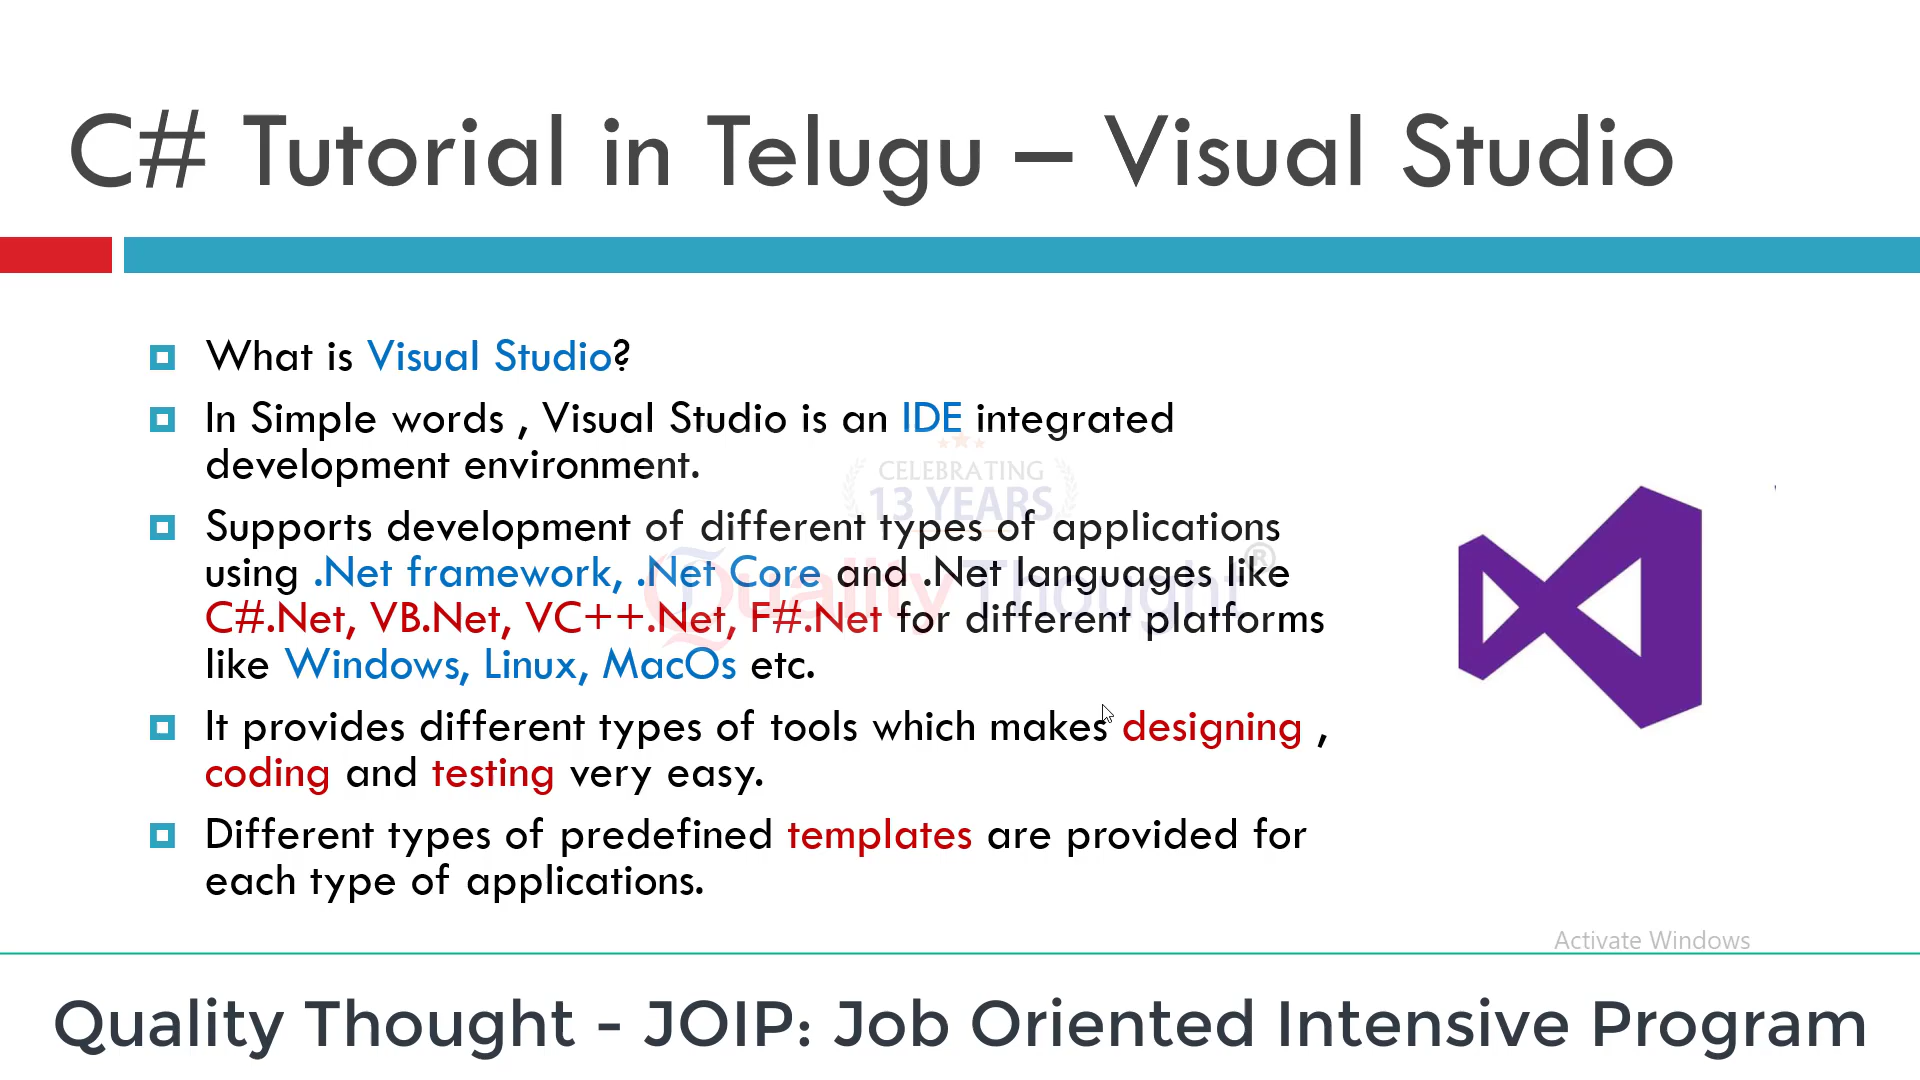 C# Tutorial in Telugu – Visual Studio
What is Visual Studio?
In Simple words , Visual Studio is an IDE integrated
development environment.
CELEBRATING
13 YEARS
Supports development of different types of applications
using .Net framework, .Net Core and .Net languages like
Quality Thought®
C#.Net, VB.Net, VC++.Net, F#.Net for different platforms
like Windows, Linux, MacOs etc.
It provides different types of tools which makes designing ,
coding and testing very easy.
Different types of predefined templates are provided for
each type of applications.
Activate Windows
Quality Thought - JOIP: Job Oriented Intensive Program